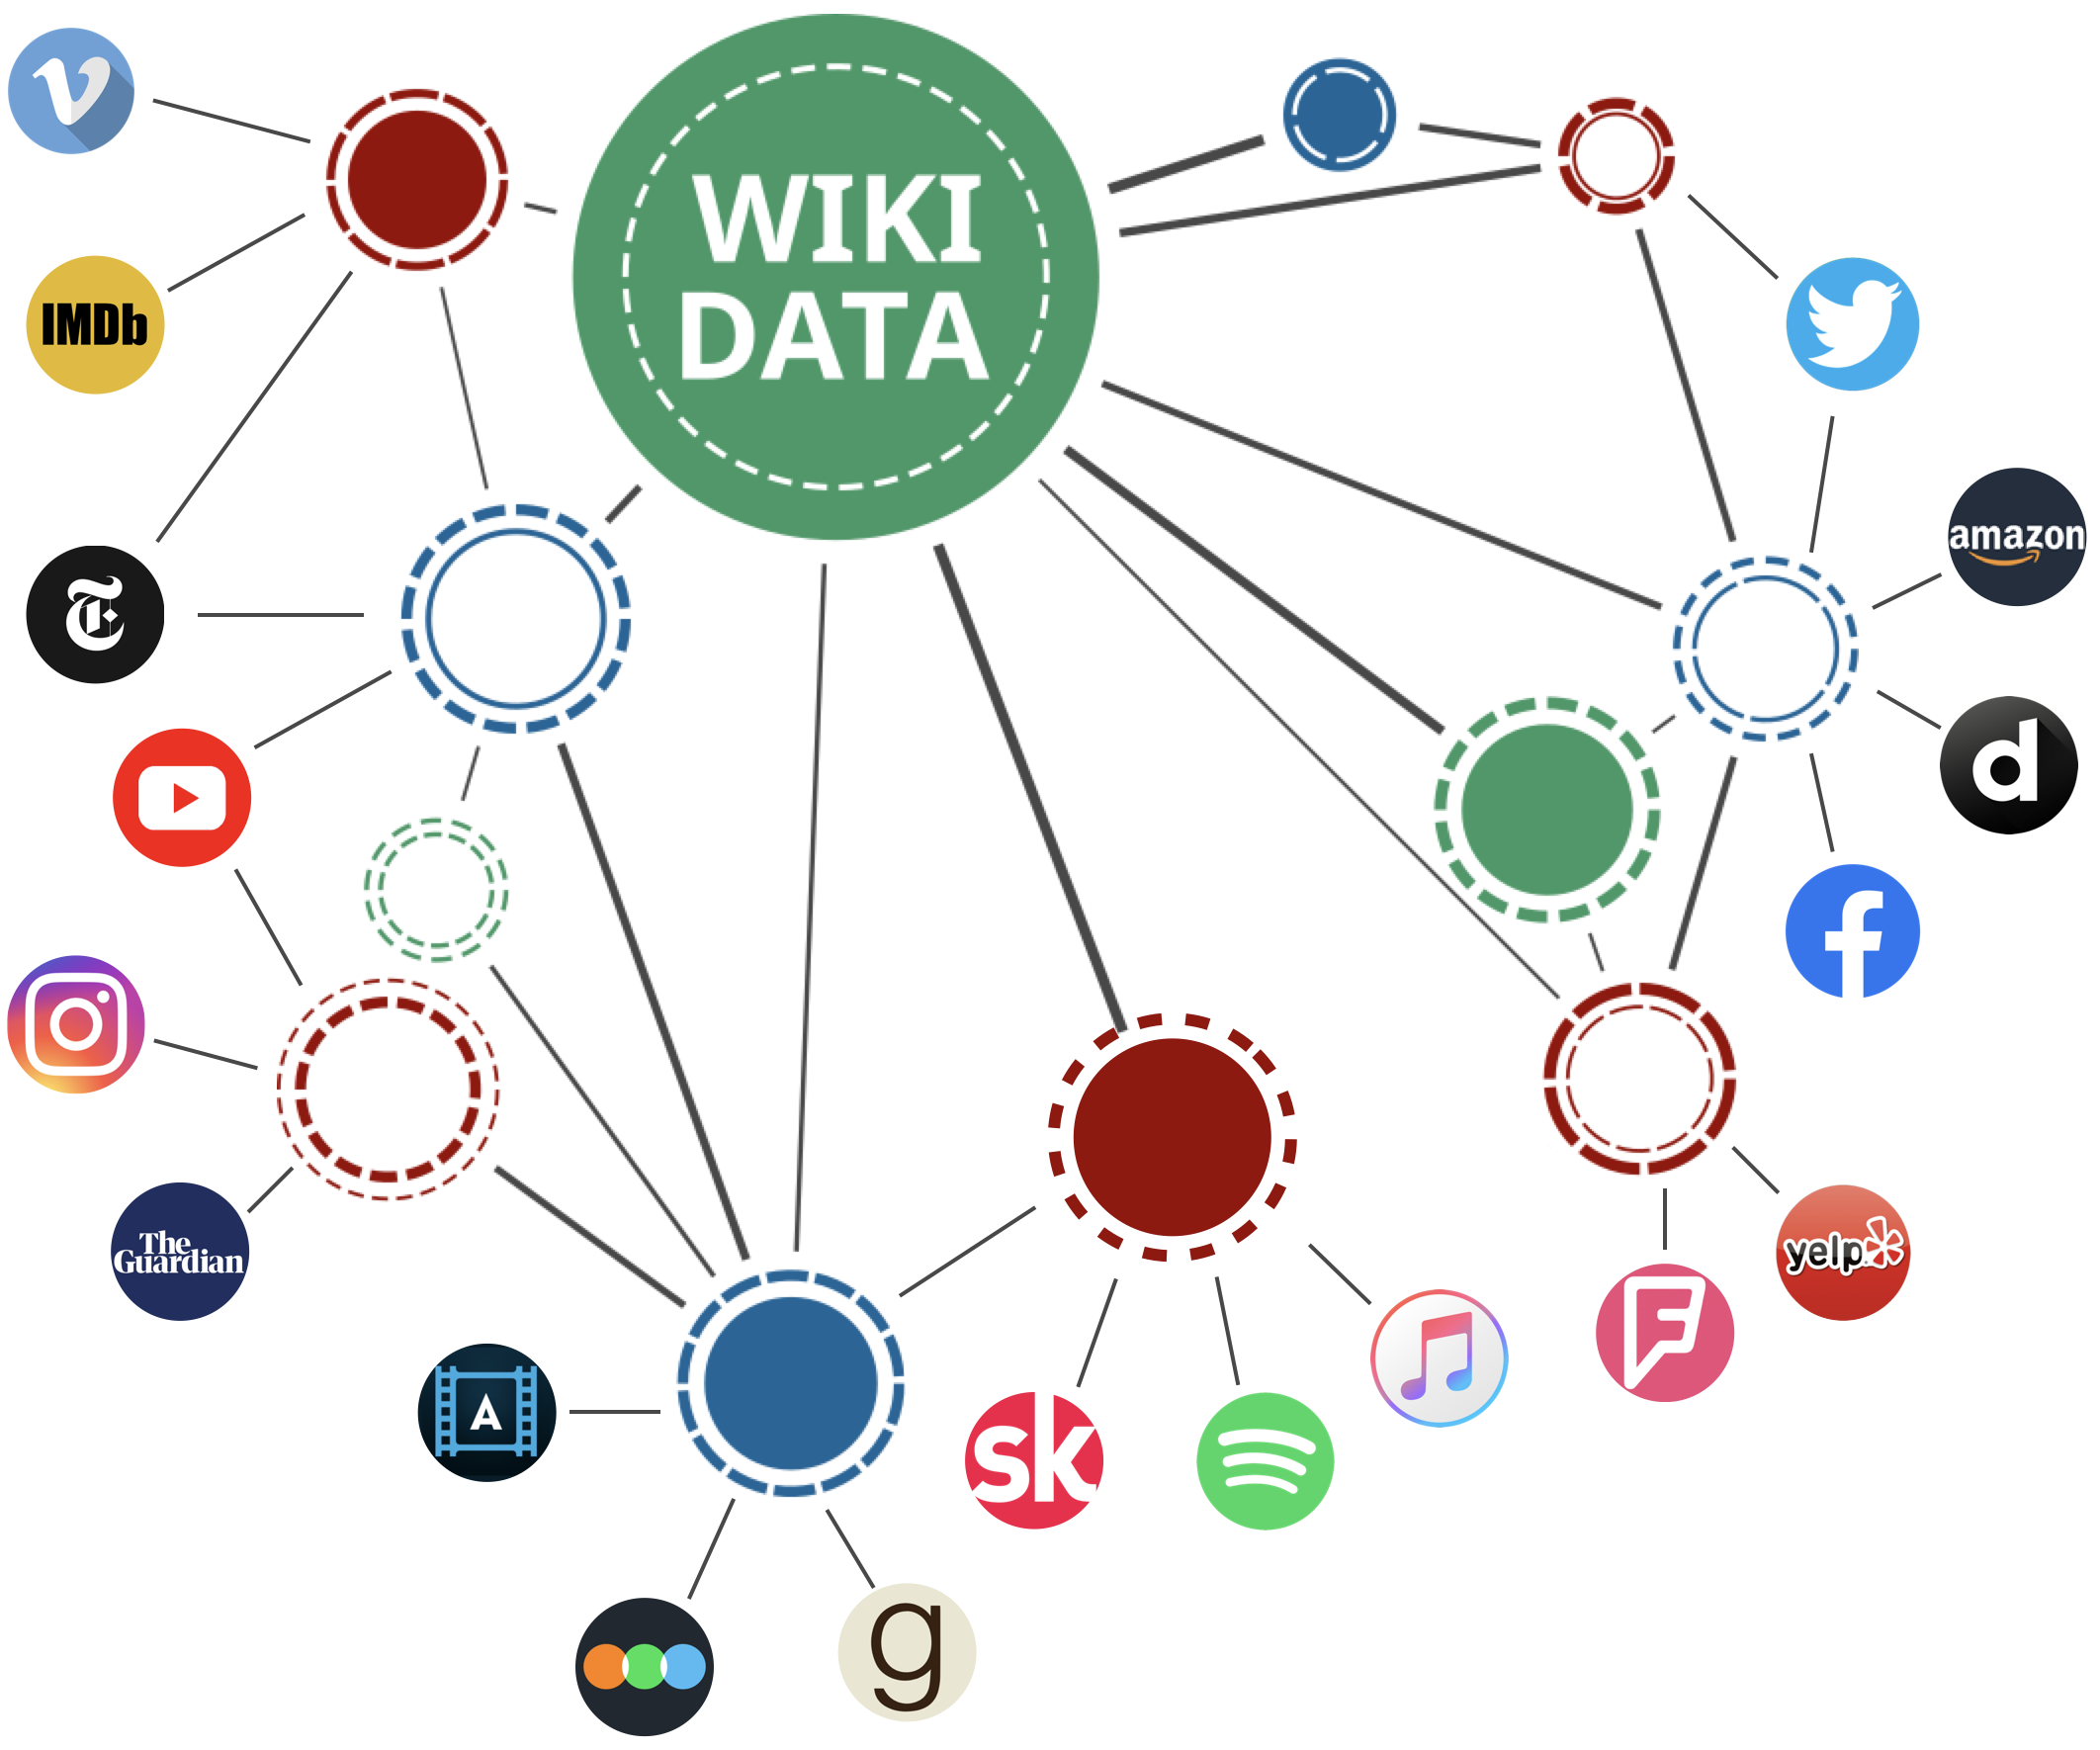 WIKI
DATA
IMDb
amazon
d
The
Guardian
yelp
A
sk
g